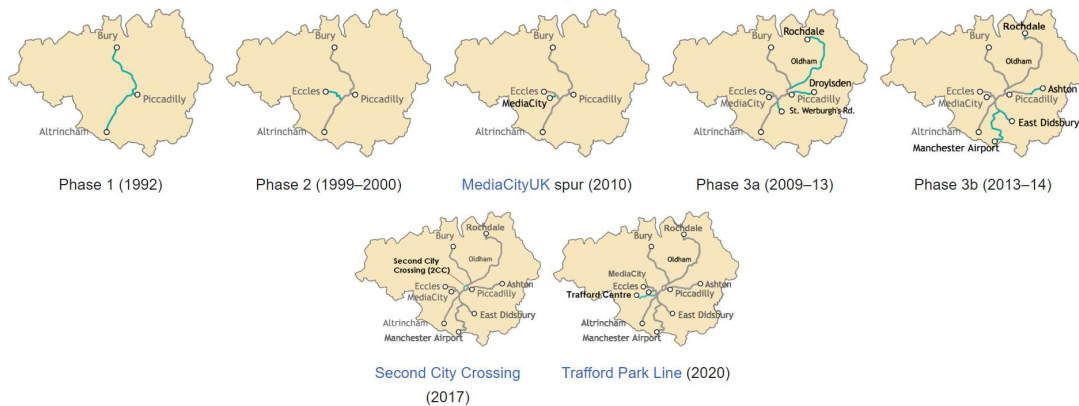 Bury
Piccadilly
Altrincham
Phase 1 (1992)
Bury
Eccles
Piccadilly
Altrincham
Phase 2 (1999–2000)
Bury
Eccles
MediaCity
Piccadilly
Altrincham
MediaCityUK spur (2010)
Bury
Rochdale
Oldham
Droylsden
Eccles
MediaCity
Piccadilly
St. Werburgh's Rd.
Altrincham
Phase 3a (2009–13)
Rochdale
Bury
Oldham
Eccles
MediaCity
Ashton
Piccadilly
East Didsbury
Altrincham
Manchester Airport
Phase 3b (2013–14)
Rochdale
Bury
Oldham
Second City
Crossing (2CC)
Eccles
Ashton
MediaCity
Piccadilly
East Didsbury
Altrincham
Manchester Airport
Second City Crossing
(2017)
Rochdale
Bury
Oldham
MediaCity
Eccles
Ashton
Trafford Centre
Piccadilly
East Didsbury
Altrincham
Manchester Airport
Trafford Park Line (2020)